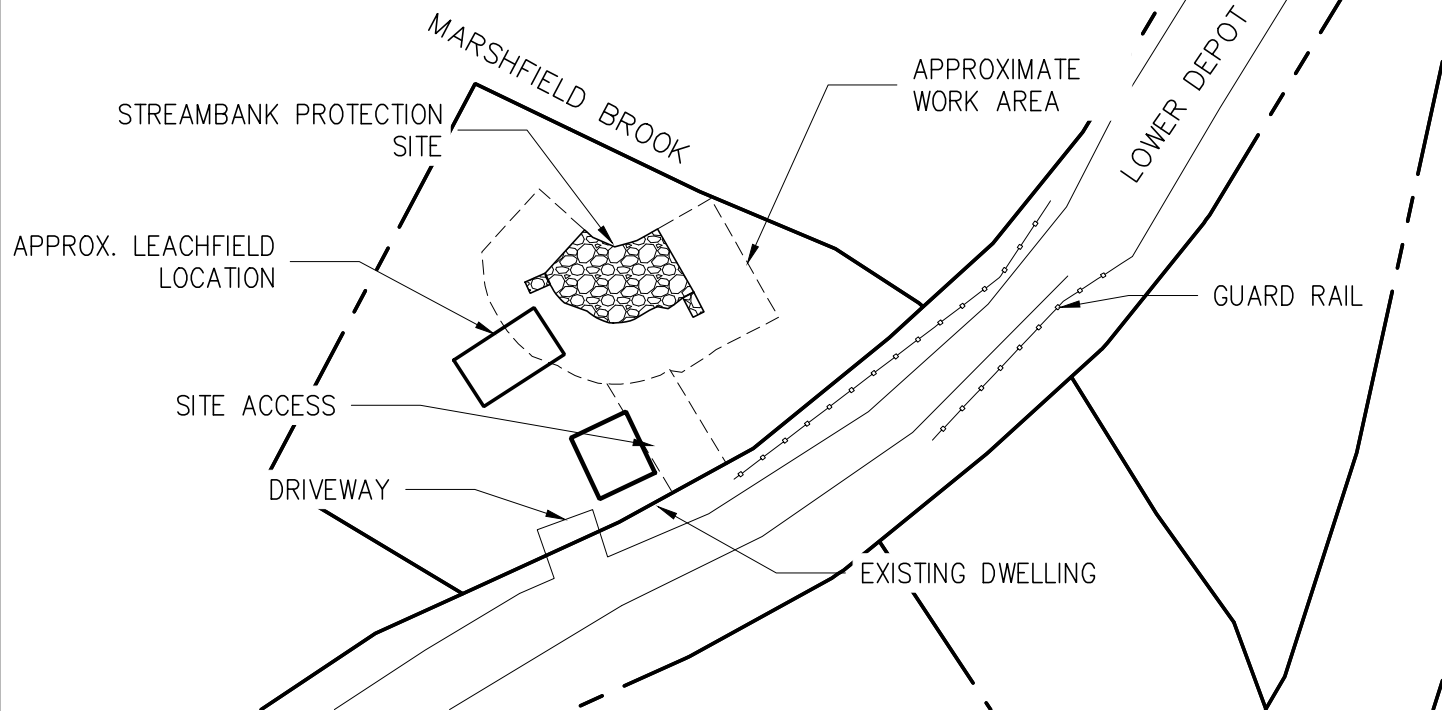 MARSHFIELD BROOK
APPROXIMATE
WORK AREA
LOWER DEPOT
STREAMBANK PROTECTION
SITE
APPROX. LEACHFIELD
LOCATION
GUARD RAIL
SITE ACCESS
DRIVEWAY
EXISTING DWELLING